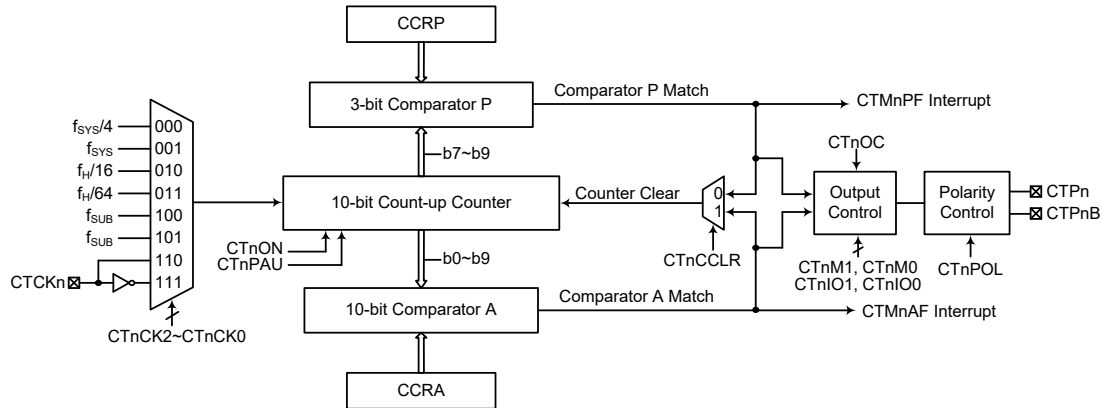 CCRP
3-bit Comparator P
Comparator P Match
CTMnPF Interrupt
fSYS/4
000
fSYS
001
fH/16
010
fH/64
011
fSUB
100
fSUB
101
110
CTCKn
111
CTnCK2~CTnCK0
b7~b9
10-bit Count-up Counter
CTnON
CTnPAU
b0~b9
Counter Clear
0
1
CTnCCLR
CTnOC
Output
Control
CTnM1, CTnM0
CTnIO1, CTnIO0
Polarity
Control
CTnPOL
CTPn
CTPnB
10-bit Comparator A
Comparator A Match
CTMnAF Interrupt
CCRA